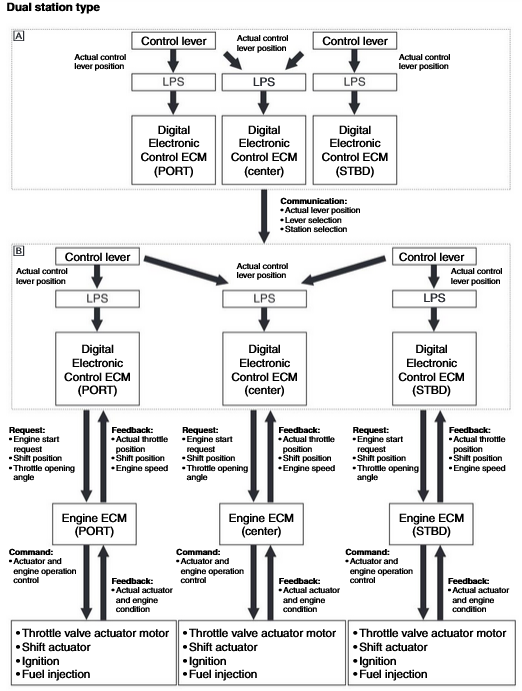 Dual station type
A
Control lever
Actual control
lever position
Control lever
Actual control
lever position
Actual control
lever position
LPS
LPS
LPS
Digital
Electronic
Control ECM
(PORT)
Digital
Electronic
Control ECM
(center)
Digital
Electronic
Control ECM
(STBD)
Communication:
• Actual lever position
• Lever selection
• Station selection
B
Control lever
Control lever
Actual control
lever position
Actual control
lever position
Actual control
lever position
LPS
LPS
LPS
Digital
Electronic
Control ECM
(PORT)
Digital
Electronic
Control ECM
(center)
Digital
Electronic
Control ECM
(STBD)
Request:
• Engine start
request
• Shift position
• Throttle opening
angle
Feedback:
• Actual throttle
position
• Shift position
• Engine speed
Request:
• Engine start
request
• Shift position
• Throttle opening
angle
Feedback:
• Actual throttle
position
• Shift position
• Engine speed
Request:
• Engine start
request
• Shift position
• Throttle opening
angle
Feedback:
• Actual throttle
position
• Shift position
• Engine speed
Engine ECM
(PORT)
Engine ECM
(center)
Engine ECM
(STBD)
Command:
• Actuator and
engine operation
control
Feedback:
• Actual actuator
and engine
condition
Command:
• Actuator and
engine operation
control
Feedback:
• Actual actuator
and engine
condition
Command:
• Actuator and
engine operation
control
Feedback:
• Actual actuator
and engine
condition
• Throttle valve actuator motor
• Shift actuator
• Ignition
• Fuel injection
• Throttle valve actuator motor
• Shift actuator
• Ignition
• Fuel injection
• Throttle valve actuator motor
• Shift actuator
• Ignition
• Fuel injection